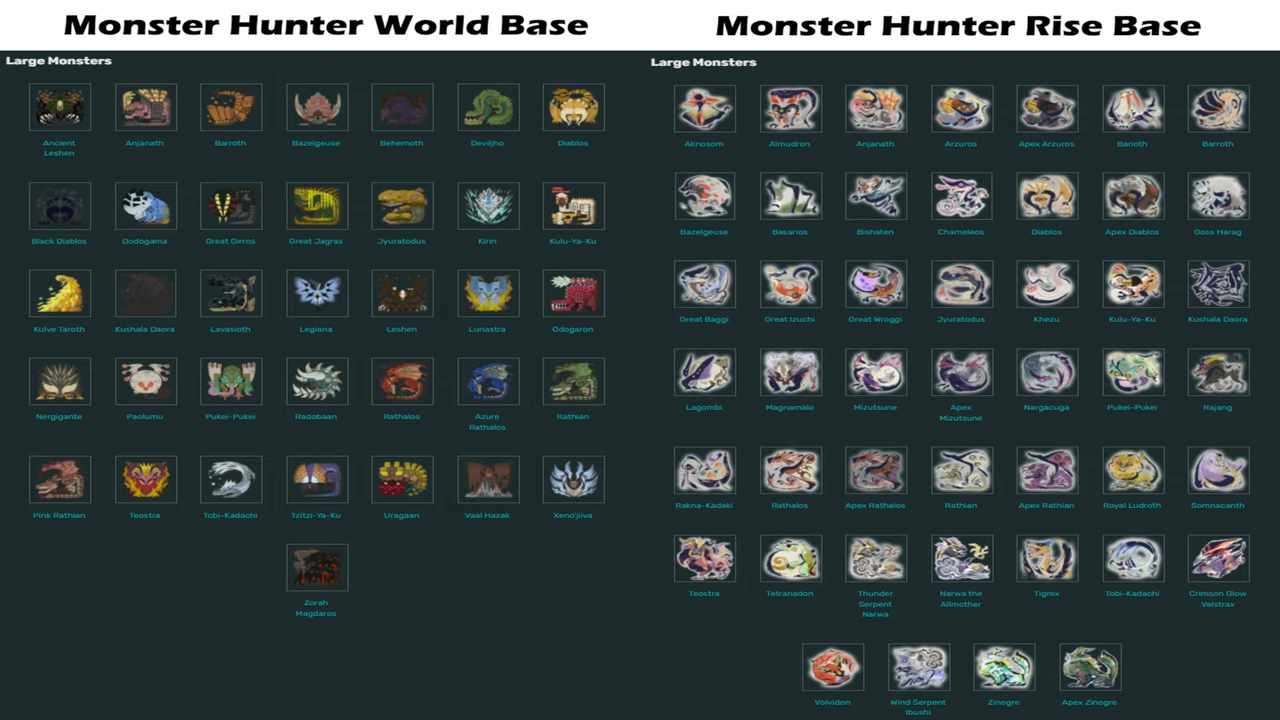 Monster Hunter World Base
Large Monsters
Ancient
Leshen
Anjanath
Barroth
Bazelgeuse
Behemoth
Deviljho
Diablos
Black Diablos
Dodogama
Great Girros
Great Jagras
Jyuratodus
Kirin
Kulu-Ya-Ku
Kulve Taroth
Kushala Daora
Lavasioth
Legiana
Leshen
Lunastra
Odogaron
Nergigante
Paolumu
Pukei-Pukei
Radobaan
Rathalos
Azure
Rathalos
Rathian
Pink Rathian
Teostra
Tobi-Kadachi
Tzitzi-Ya-Ku
Uragaan
Vaal Hazak
Xeno'jiiva
Zorah
Magdaros
Monster Hunter Rise Base
Large Monsters
Aknosom
Almudron
Anjanath
Arzuros
Apex Arzuros
Barioth
Barroth
Bazelgeuse
Basarios
Bishaten
Chameleos
Diablos
Apex Diablos
Goss Harag
Great Baggi
Great Izuchi
Great Wroggi
Jyuratodus
Khezu
Kulu-Ya-Ku
Kushala Daora
Lagombi
Magnamalo
Mizutsune
Apex
Mizutsune
Nargacuga
Pukei-Pukei
Rajang
Rakna-Kadaki
Rathalos
Apex Rathalos
Rathian
Apex Rathian
Royal Ludroth
Somnacanth
Teostra
Tetranadon
Thunder
Serpent
Narwa
Narwa the
Allmother
Tigrex
Tobi-Kadachi
Crimson Glow
Valstrax
Volvidon
Wind Serpent
Ibushi
Zinogre
Apex Zinogre